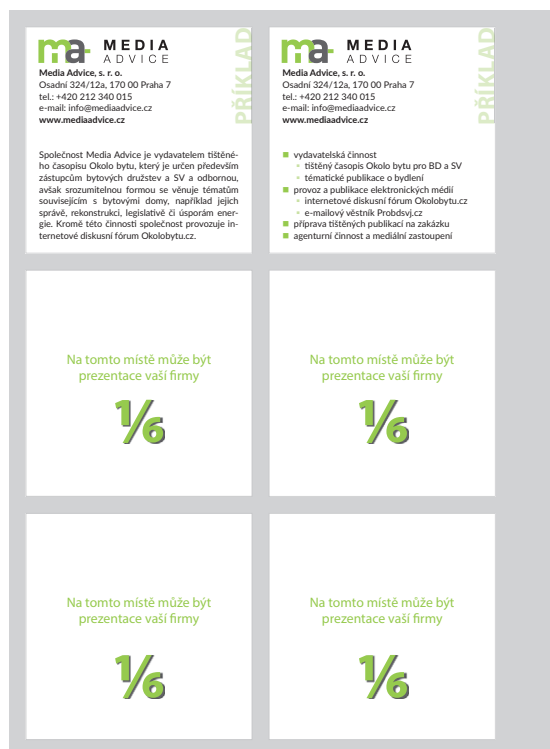 ma
MEDIA
ADVICE
PŘÍKLAD
Media Advice, s. r. o.
Osadní 324/12a, 170 00 Praha 7
tel.: +420 212 340 015
e-mail: info@mediaadvice.cz
www.mediaadvice.cz
Společnost Media Advice je vydavatelem tištěné-
ho časopisu Okolo bytu, který je určen především
zástupcům bytových družstev a SV a odbornou,
avšak srozumitelnou formou se věnuje tématům
souvisejícím s bytovými domy, například jejich
správě, rekonstrukci, legislativě či úsporám ener-
gie. Kromě této činnosti společnost provozuje in-
ternetové diskusní fórum Okolobytu.cz.
ma
MEDIA
ADVICE
PŘÍKLAD
Media Advice, s. r. o.
Osadní 324/12a, 170 00 Praha 7
tel.: +420 212 340 015
e-mail: info@mediaadvice.cz
www.mediaadvice.cz
vydavatelská činnost
tištěný časopis Okolo bytu pro BD a SV
tématické publikace o bydlení
provoz a publikace elektronických médií
internetové diskusní fórum Okolobytu.cz
e-mailový věstník Probdsvj.cz
příprava tištěných publikací na zakázku
agenturní činnost a mediální zastoupení
Na tomto místě může být
prezentace vaší firmy
⅙
Na tomto místě může být
prezentace vaší firmy
⅙
Na tomto místě může být
prezentace vaší firmy
⅙
Na tomto místě může být
prezentace vaší firmy
⅙